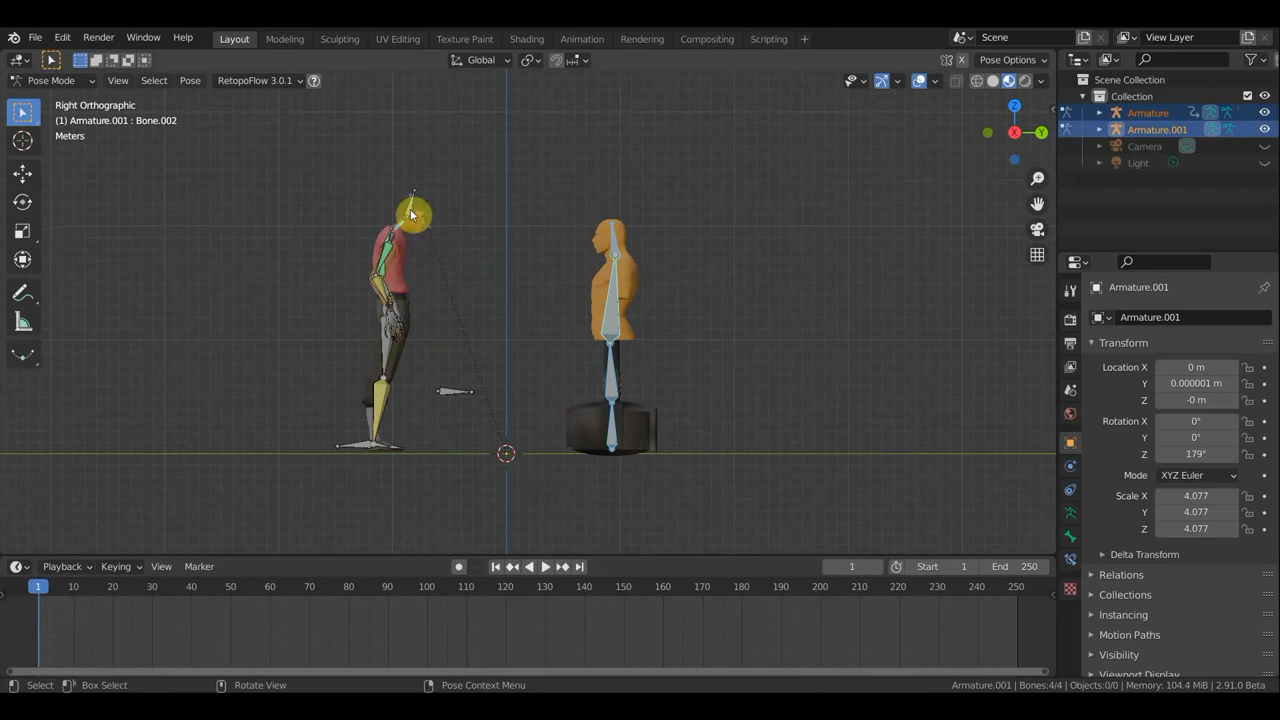 File Edit Render Window Help Layout Modeling Sculpting UV Editing Texture Paint Shading Animation Rendering Compositing Scripting + Scene View Layer
Global X Pose Options
Pose Mode View Select Pose RetopoFlow 3.0.1 ?
Scene Collection
Collection
Armature
Armature.001
Camera
Light
Right Orthographic
(1) Armature.001 : Bone.002
Meters
Z
X
Y
Armature.001
Armature.001
Transform
Location X 0 m
Y 0.000001 m
Z -0 m
Rotation X 0°
Y 0°
Z 179°
Mode XYZ Euler
Scale X 4.077
Y 4.077
Z 4.077
Delta Transform
Relations
Collections
Instancing
Motion Paths
Visibility
Viewport Display
Playback Keying View Marker 1 Start 1 End 250
1 10 20 30 40 50 60 70 80 90 100 110 120 130 140 150 160 170 180 190 200 210 220 230 240 250
Select Box Select Rotate View Pose Context Menu Armature.001 | Bones:4/4 | Objects:0/0 | Memory: 104.4 MiB | 2.91.0 Beta